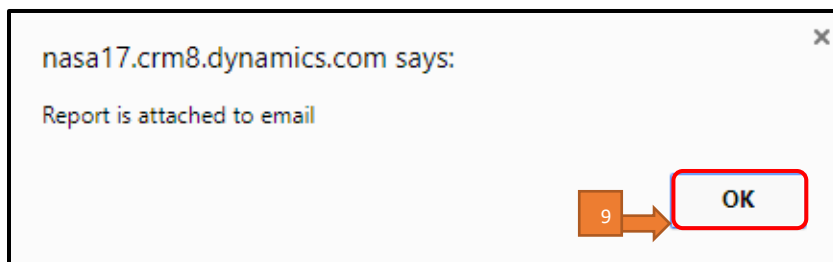 nasa17.crm8.dynamics.com says:
Report is attached to email
9
OK